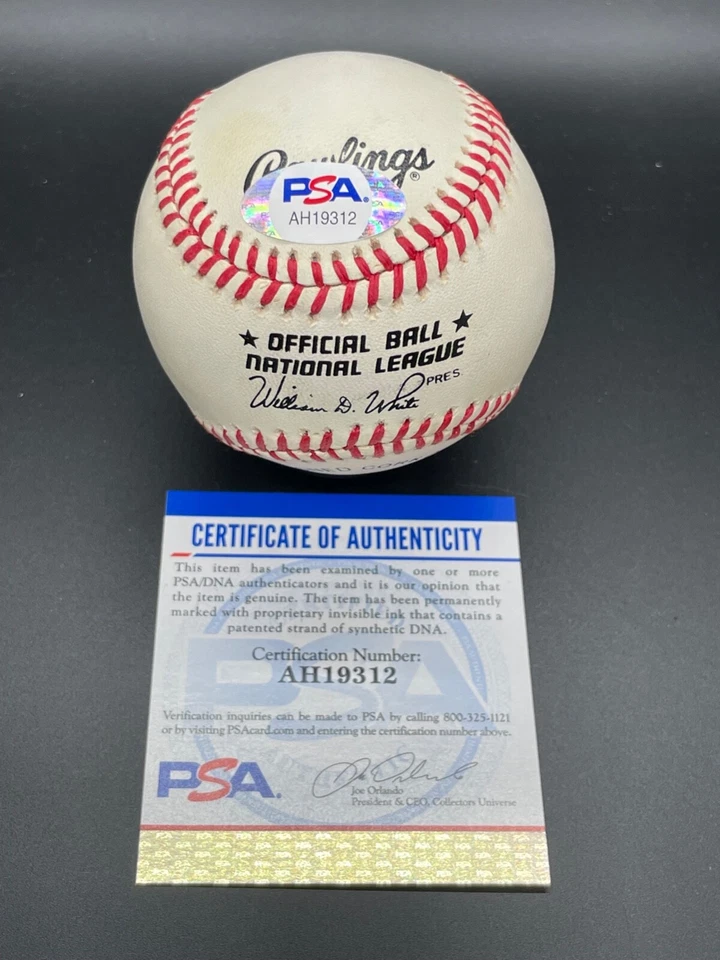 Rawlings®
PSA
AH19312
★ OFFICIAL BALL ★
NATIONAL LEAGUE
William D. White PRES.
CERTIFICATE OF AUTHENTICITY
This item has been examined by one or more
PSA/DNA authenticators and it is our opinion that
the item is genuine. The item has been permanently
marked with proprietary invisible ink that contains a
patented strand of synthetic DNA.
Certification Number:
AH19312
Verification inquiries can be made to PSA by calling 800-325-1121
or by visiting PSAcard.com and entering the certification number above.
PSA.
Joe Orlando
Joe Orlando
President & CEO, Collectors Universe